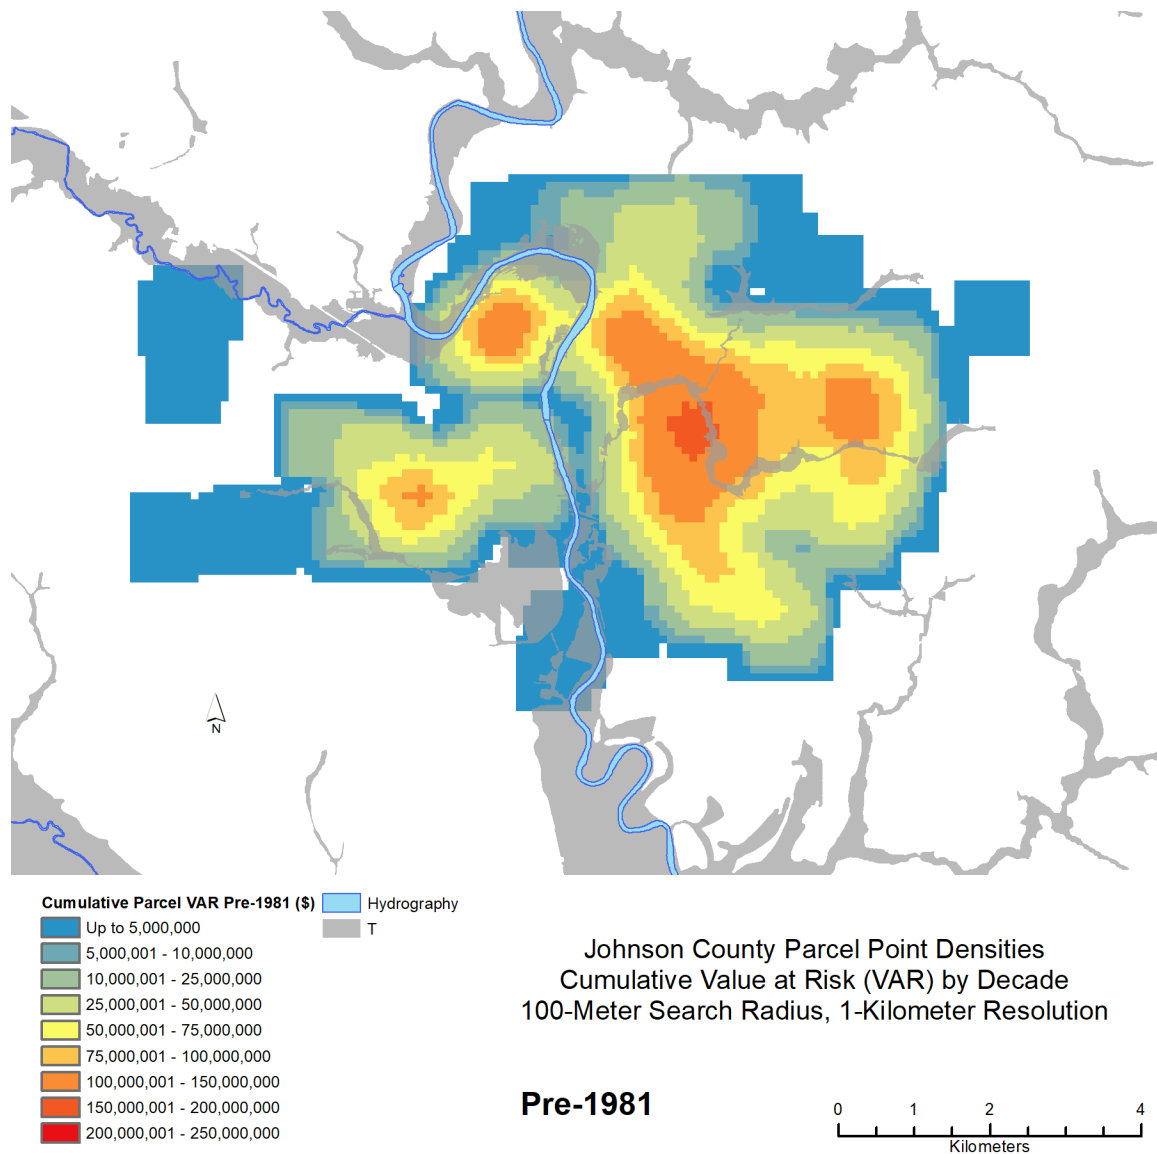 N
Cumulative Parcel VAR Pre-1981 ($)
Up to 5,000,000
5,000,001 - 10,000,000
10,000,001 - 25,000,000
25,000,001 - 50,000,000
50,000,001 - 75,000,000
75,000,001 - 100,000,000
100,000,001 - 150,000,000
150,000,001 - 200,000,000
200,000,001 - 250,000,000
Hydrography
T
Johnson County Parcel Point Densities
Cumulative Value at Risk (VAR) by Decade
100-Meter Search Radius, 1-Kilometer Resolution
Pre-1981
0 1 2 4
Kilometers